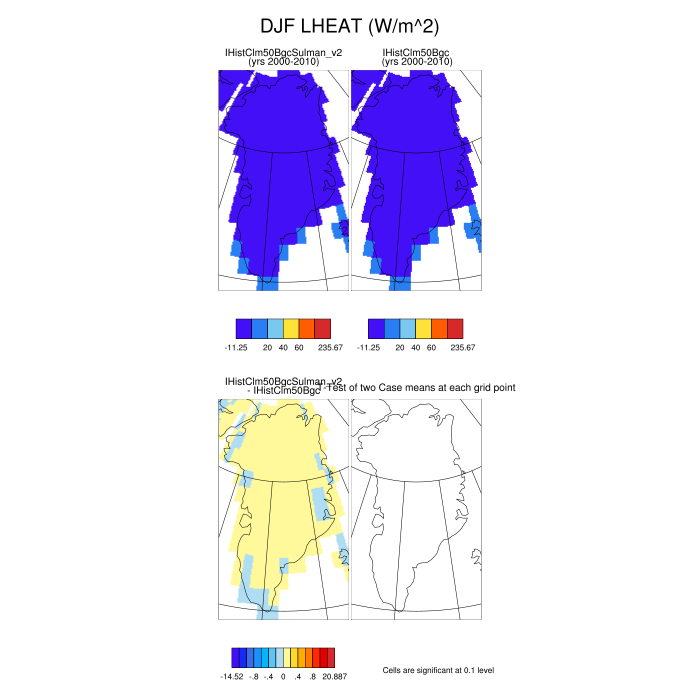 DJF LHEAT (W/m^2)
IHistClm50BgcSulman_v2
(yrs 2000-2010)
IHistClm50Bgc
(yrs 2000-2010)
-11.25 20 40 60 235.67
-11.25 20 40 60 235.67
IHistClm50BgcSulman_v2
- IHistClm50Bgc
T-Test of two Case means at each grid point
-14.52 -.8 -.4 0 .4 .8 20.887
Cells are significant at 0.1 level